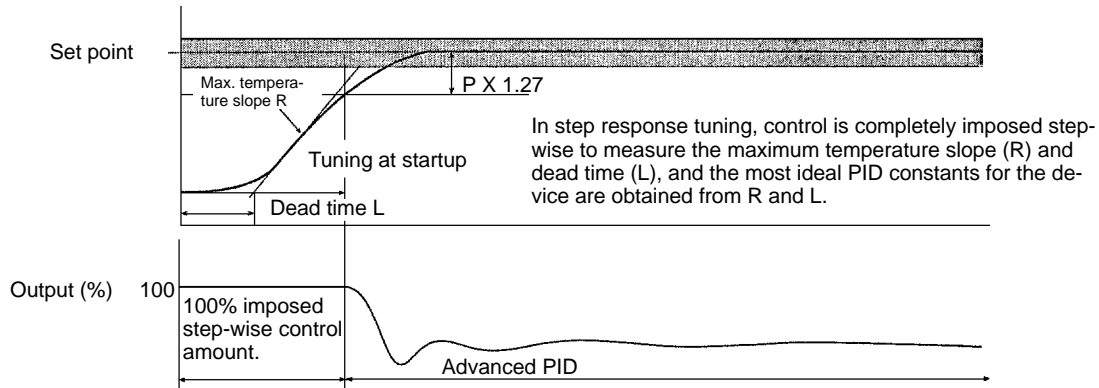 Set point
Max. tempera-
ture slope R
P X 1.27
In step response tuning, control is completely imposed step-
wise to measure the maximum temperature slope (R) and
dead time (L), and the most ideal PID constants for the de-
vice are obtained from R and L.
Tuning at startup
Dead time L
Output (%)
100
100% imposed
step-wise control
amount.
Advanced PID